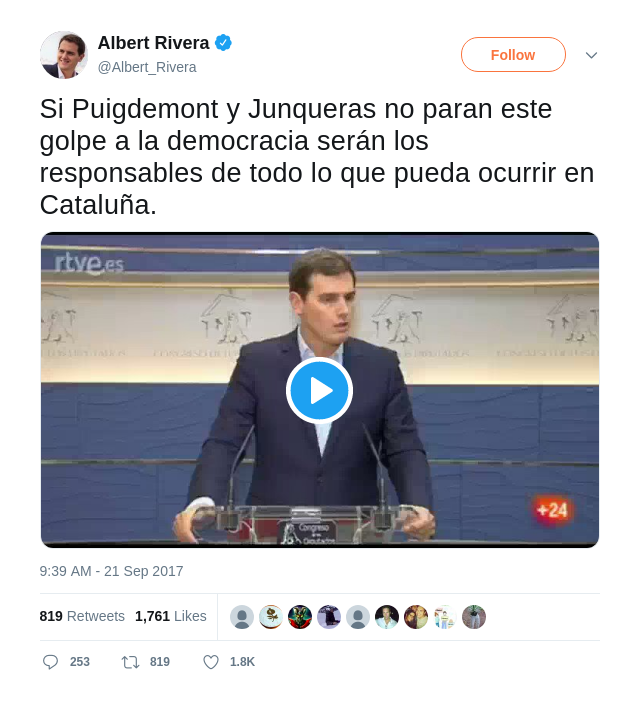 Albert Rivera
@Albert_Rivera
Follow
Si Puigdemont y Junqueras no paran este
golpe a la democracia serán los
responsables de todo lo que pueda ocurrir en
Cataluña.
rtve.es
+24
Congreso
Diputados
9:39 AM - 21 Sep 2017
819 Retweets 1,761 Likes
253 819 1.8K